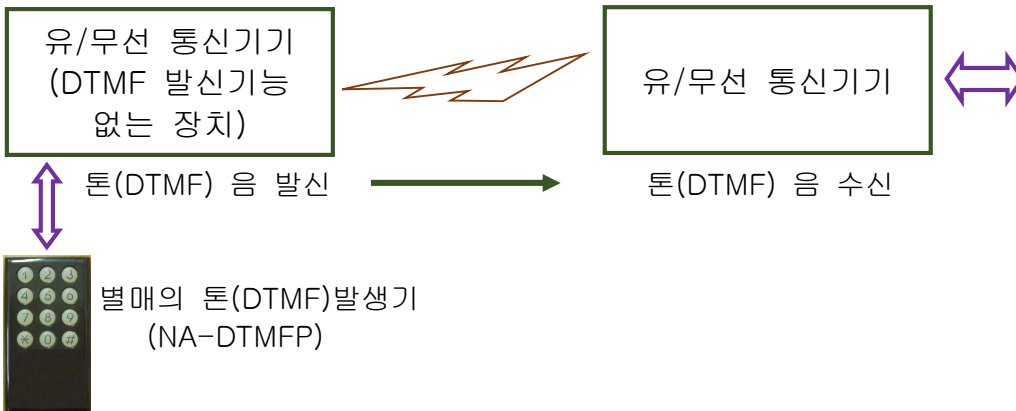 유/무선 통신기기
(DTMF 발신기능
없는 장치)
유/무선 통신기기
톤(DTMF) 음 발신
톤(DTMF) 음 수신
1 2 3
4 5 6
7 8 9
* 0 #
별매의 톤(DTMF)발생기
(NA-DTMFP)